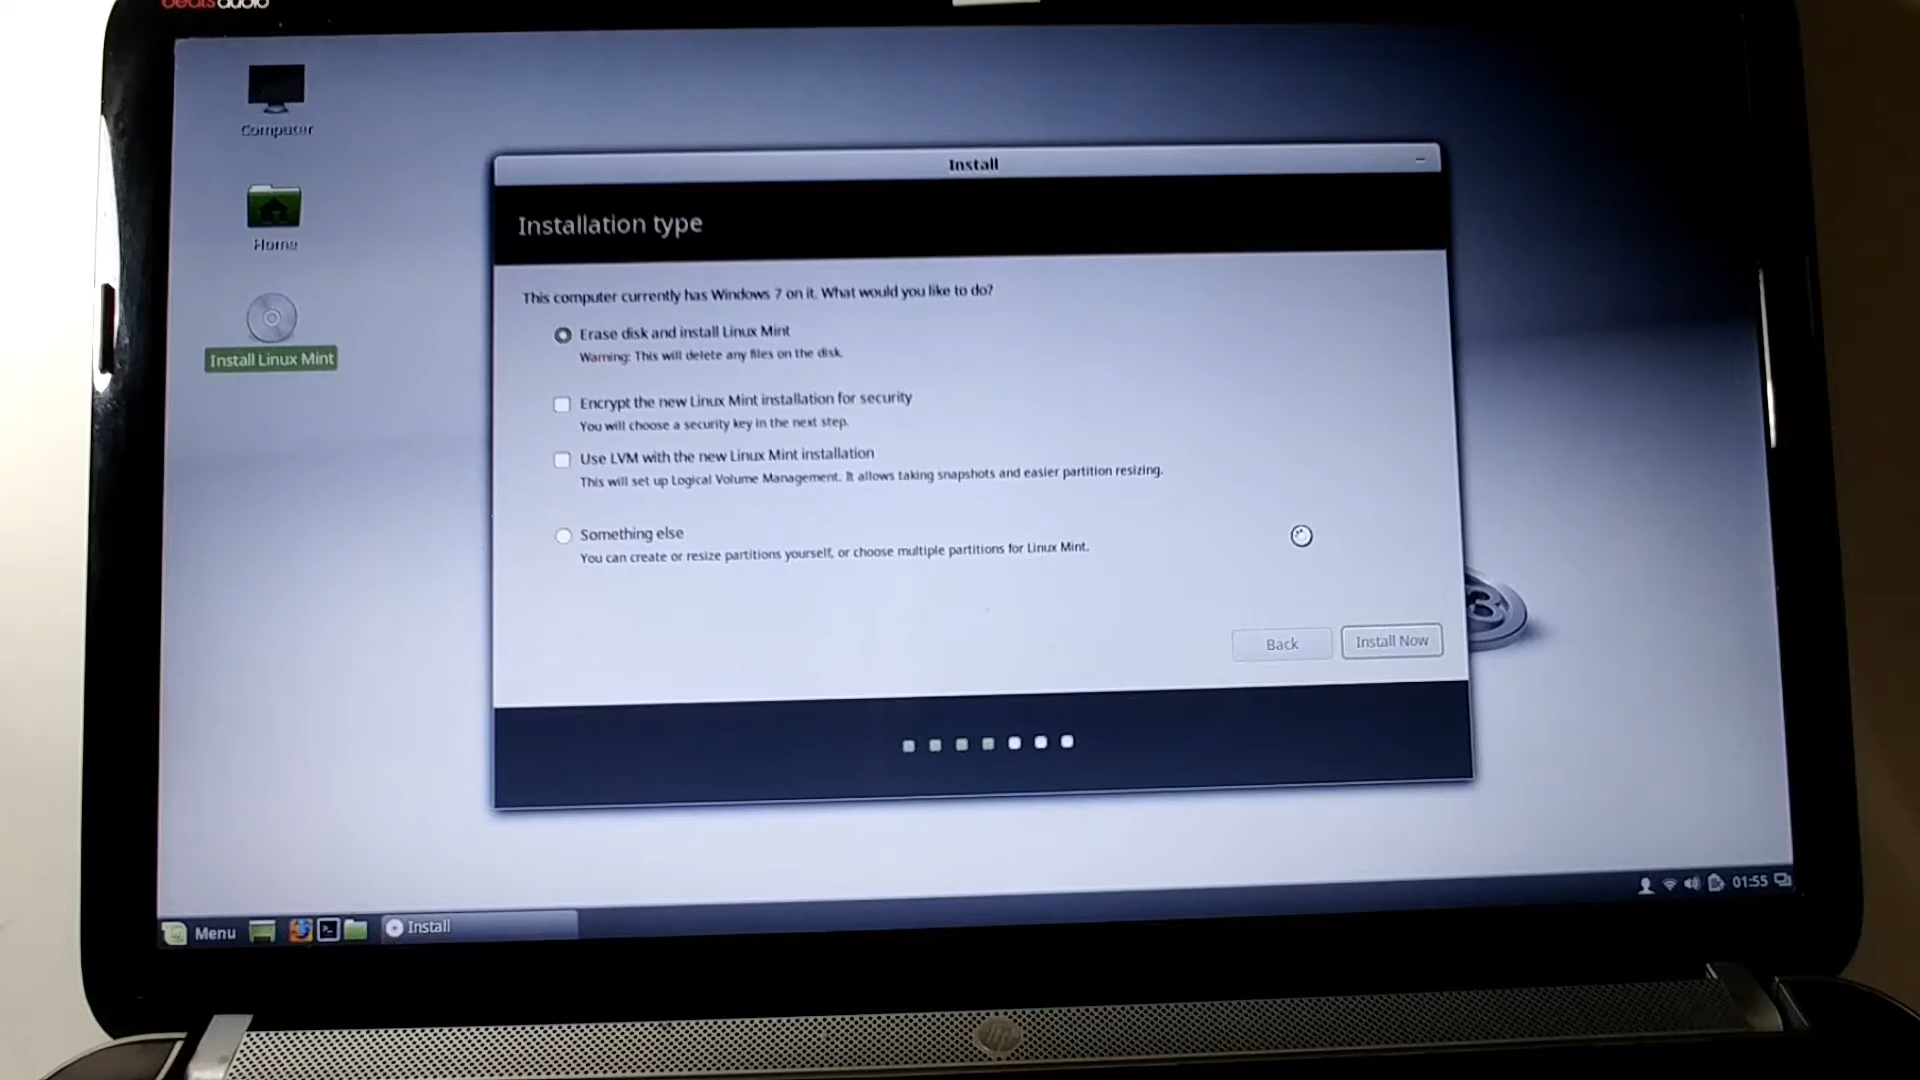 beatsaudio
Computer
Home
Install Linux Mint
Install
Installation type
This computer currently has Windows 7 on it. What would you like to do?
Erase disk and install Linux Mint
Warning: This will delete any files on the disk.
Encrypt the new Linux Mint installation for security
You will choose a security key in the next step.
Use LVM with the new Linux Mint installation
This will set up Logical Volume Management. It allows taking snapshots and easier partition resizing.
Something else
You can create or resize partitions yourself, or choose multiple partitions for Linux Mint.
Back
Install Now
3
Menu
Install
01:55
hp